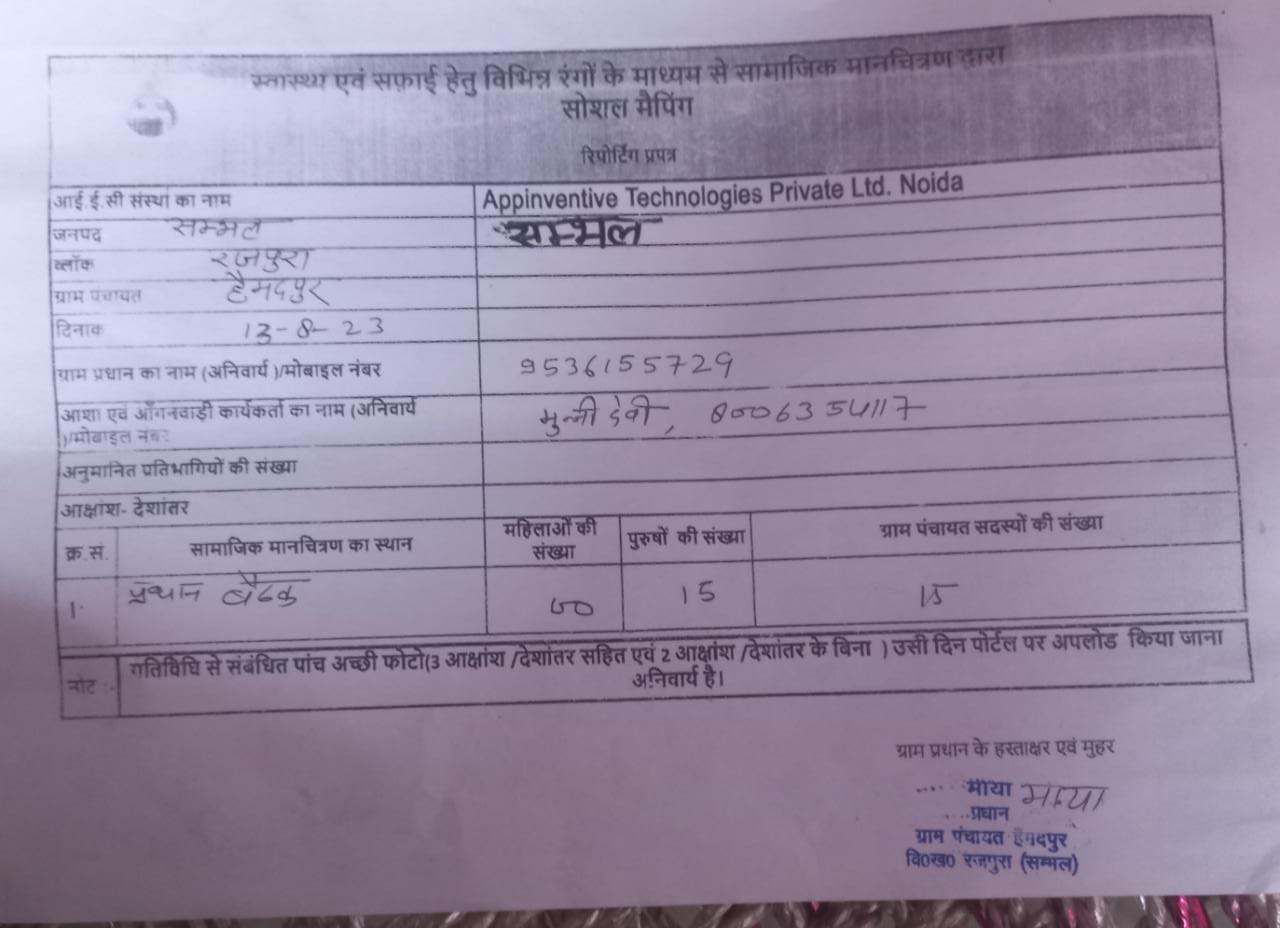 स्वास्थ्य एवं सफ़ाई हेतु विभिन्न रंगों के माध्यम से सामाजिक मानचित्रण द्वारा
सोशल मैपिंग
रिपोर्टिंग प्रपत्र
आई.ई.सी संस्था का नाम Appinventive Technologies Private Ltd. Noida
जनपद सम्भल सम्भल
ब्लॉक रजपुरा
ग्राम पंचायत हैमदपुर
दिनाक 13-8-23
ग्राम प्रधान का नाम (अनिवार्य )/मोबाइल नंबर 9536155729
आशा एवं आँगनवाड़ी कार्यकर्ता का नाम (अनिवार्य मुन्नी देवी,
)/मोबाइल नंबर
अनुमानित प्रतिभागियों की संख्या
आक्षांश- देशांतर
क्र.सं. सामाजिक मानचित्रण का स्थान महिलाओं की संख्या पुरुषों की संख्या ग्राम पंचायत सदस्यों की संख्या
1. प्रधान बैठक 15 15
नोट :- गतिविधि से संबंधित पांच अच्छी फोटो(3 आक्षांश /देशांतर सहित एवं 2 आक्षांश /देशांतर के बिना ) उसी दिन पोर्टल पर अपलोड किया जाना
अनिवार्य है।
ग्राम प्रधान के हस्ताक्षर एवं मुहर
..... माया माया
.....प्रधान
ग्राम पंचायत हैमदपुर
वि0ख0 रजपुरा (सम्भल)